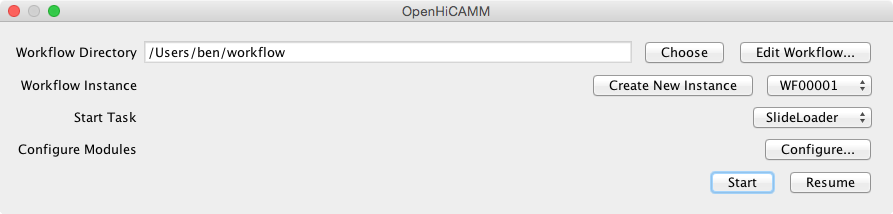 OpenHiCAMM
Workflow Directory /Users/ben/workflow Choose Edit Workflow...
Workflow Instance Create New Instance WF00001
Start Task SlideLoader
Configure Modules Configure...
Start Resume